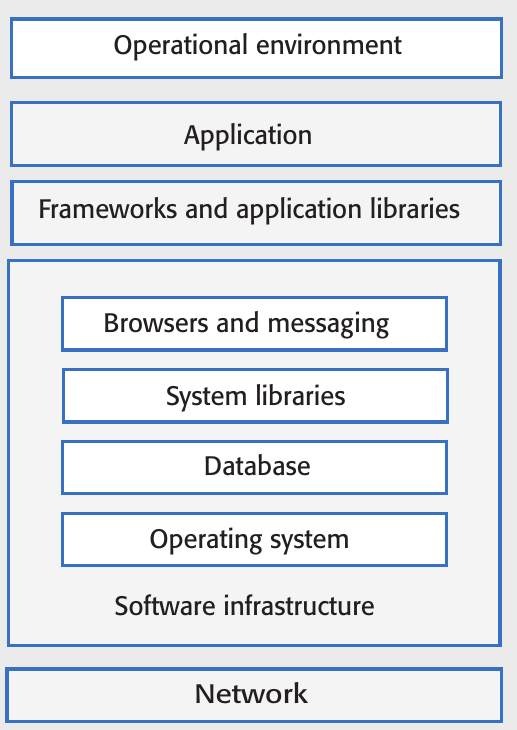 Operational environment
Application
Frameworks and application libraries
Browsers and messaging
System libraries
Database
Operating system
Software infrastructure
Network